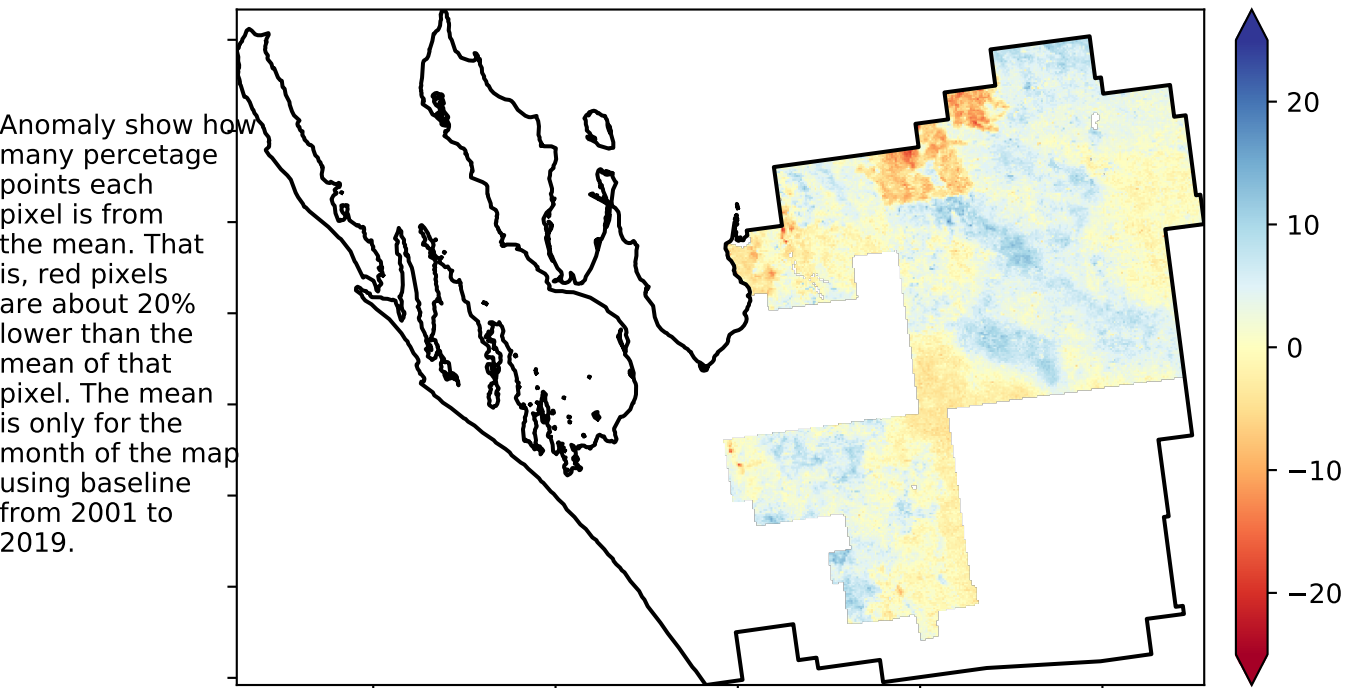 Anomaly show how
many percetage
points each
pixel is from
the mean. That
is, red pixels
are about 20%
lower than the
mean of that
pixel. The mean
is only for the
month of the map
using baseline
from 2001 to
2019.
20
10
0
−10
−20